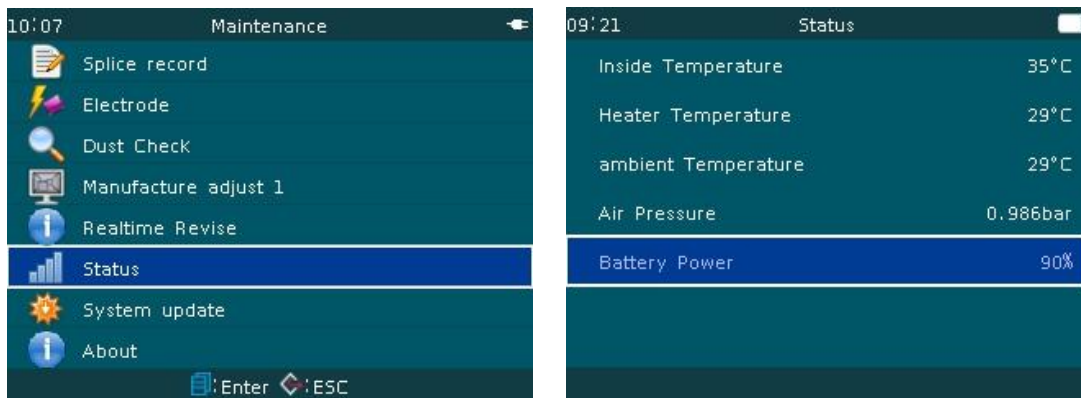 10:07 Maintenance
Splice record
Electrode
Dust Check
Manufacture adjust 1
Realtime Revise
Status
System update
About
:Enter :ESC
09:21 Status
Inside Temperature 35°C
Heater Temperature 29°C
ambient Temperature 29°C
Air Pressure 0.986bar
Battery Power 90%